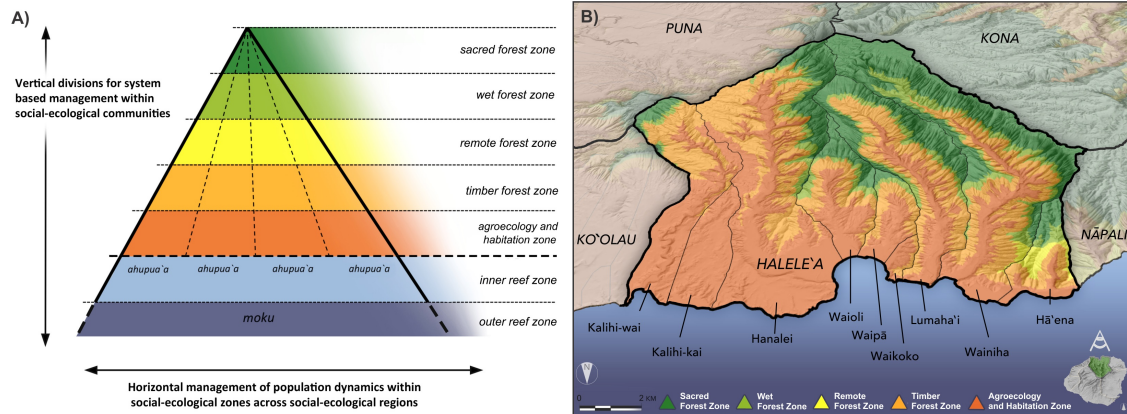 A)
Vertical divisions for system
based management within
social-ecological communities
sacred forest zone
wet forest zone
remote forest zone
timber forest zone
agroecology and
habitation zone
inner reef zone
outer reef zone
ahupua`a ahupua`a ahupua`a ahupua`a
moku
Horizontal management of population dynamics within
social-ecological zones across social-ecological regions
B)
PUNA
KONA
KO`OLAU
HALELE`A
NĀPALI
Kalihi-wai
Kalihi-kai
Hanalei
Waioli
Waipā
Waikoko
Lumaha`i
Wainiha
Hā`ena
N
0 2 KM
Sacred
Forest Zone
Wet
Forest Zone
Remote
Forest Zone
Timber
Forest Zone
Agroecology
and Habitation Zone